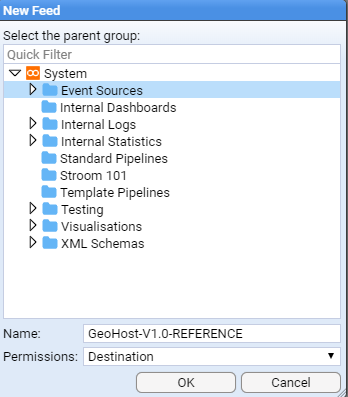 New Feed
Select the parent group:
Quick Filter
System
Event Sources
Internal Dashboards
Internal Logs
Internal Statistics
Standard Pipelines
Stroom 101
Template Pipelines
Testing
Visualisations
XML Schemas
Name: GeoHost-V1.0-REFERENCE
Permissions: Destination
OK Cancel